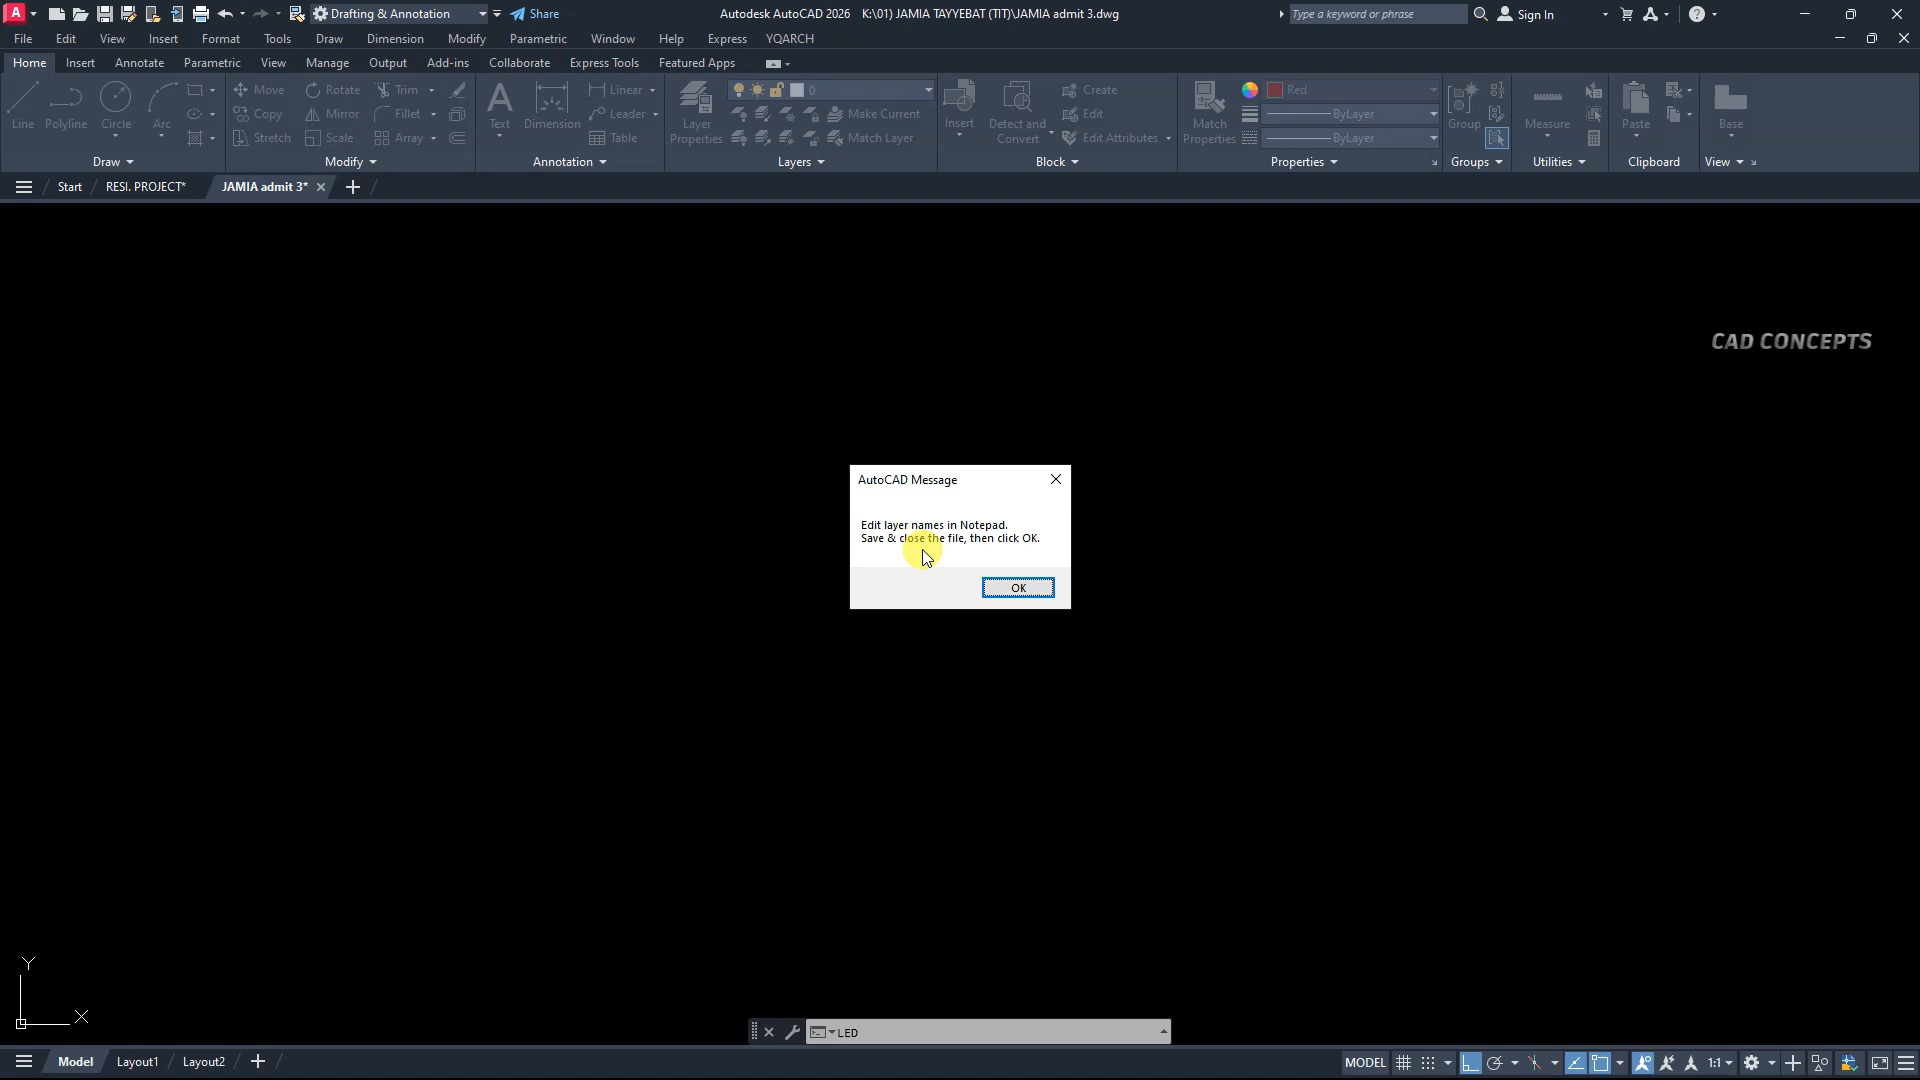 A Drafting & Annotation Share Autodesk AutoCAD 2026 K:\01) JAMIA TAYYEBAT (TIT)\JAMIA admit 3.dwg Type a keyword or phrase Sign In
File Edit View Insert Format Tools Draw Dimension Modify Parametric Window Help Express YQARCH
Home Insert Annotate Parametric View Manage Output Add-ins Collaborate Express Tools Featured Apps
Line Polyline Circle Arc
Draw
Move Rotate Trim
Copy Mirror Fillet
Stretch Scale Array
Modify
Text Dimension
Linear
Leader
Table
Annotation
Layer Properties
0
Make Current
Match Layer
Layers
Insert
Detect and Convert
Create
Edit
Edit Attributes
Block
Match Properties
Red
ByLayer
ByLayer
Properties
Group
Groups
Measure
Utilities
Paste
Clipboard
Base
View
Start RESI. PROJECT* JAMIA admit 3*
CAD CONCEPTS
AutoCAD Message
Edit layer names in Notepad.
Save & close the file, then click OK.
OK
Y
X
LED
Model Layout1 Layout2 MODEL 1:1